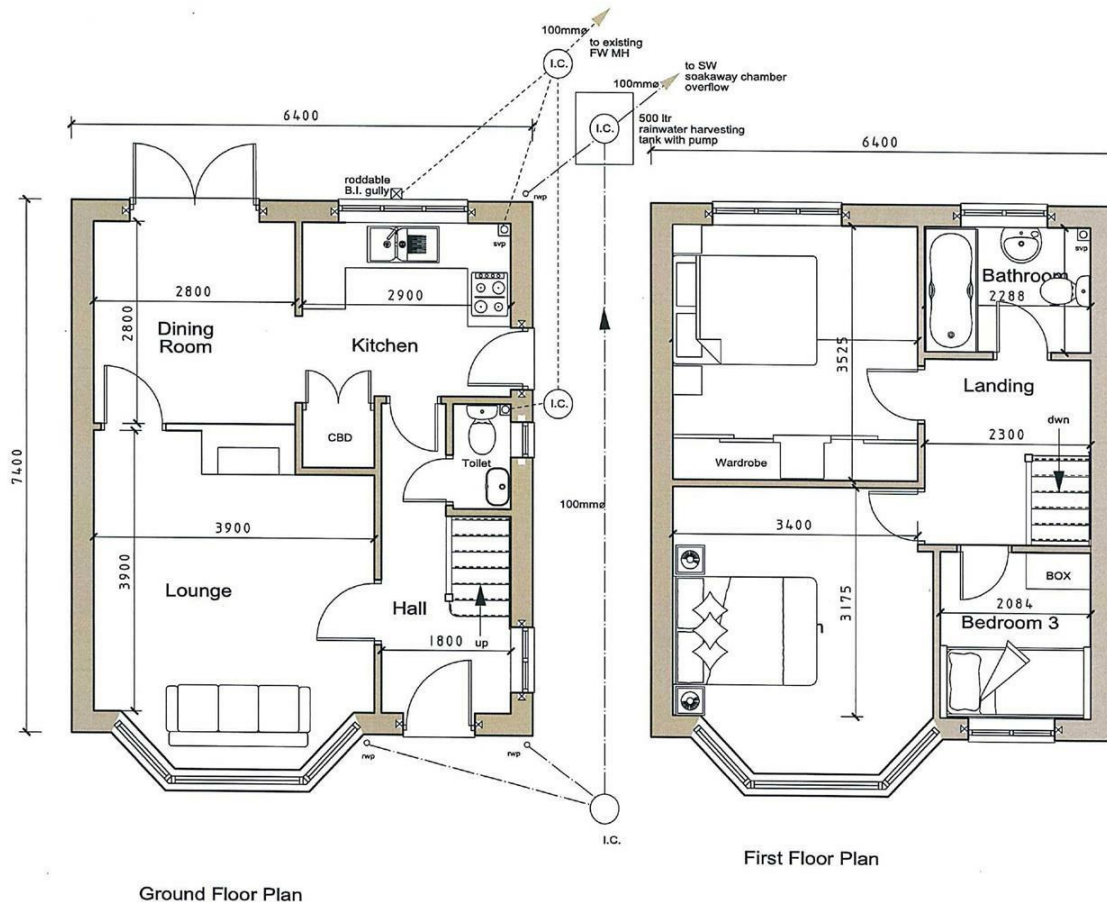 100mmø
to existing
FW MH
I.C.
to SW
soakaway chamber
overflow
100mmø
I.C.
500 ltr
rainwater harvesting
tank with pump
6400
6400
roddable
B.I. gully
rwp
svp
svp
Bathroom
2288
2800
2900
2800
Dining
Room
Kitchen
3525
Landing
I.C.
dwn
CBD
Toilet
2300
Wardrobe
7400
100mmø
3900
3400
3900
Lounge
3175
BOX
Hall
2084
up
1800
Bedroom 3
rwp
rwp
I.C.
First Floor Plan
Ground Floor Plan